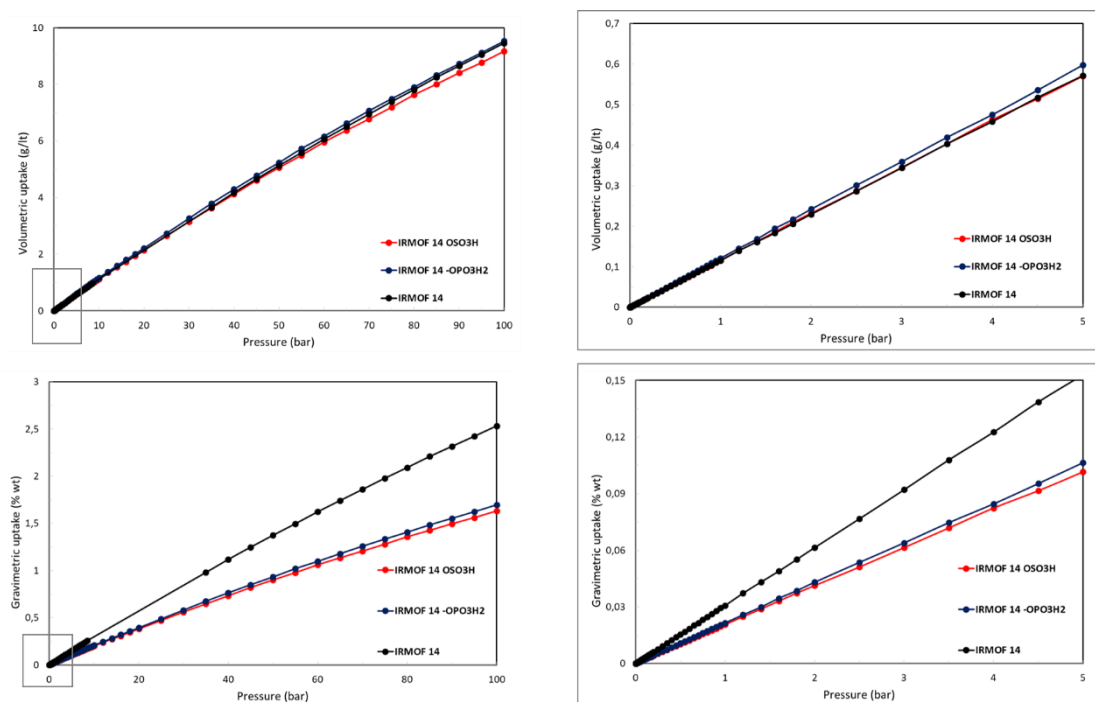 10
8
6
4
2
0
Volumetric uptake (g/lt)
0 10 20 30 40 50 60 70 80 90 100
Pressure (bar)
IRMOF 14 OSO3H
IRMOF 14 -OPO3H2
IRMOF 14
0,7
0,6
0,5
0,4
0,3
0,2
0,1
0
Volumetric uptake (g/lt)
0 1 2 3 4 5
Pressure (bar)
IRMOF 14 OSO3H
IRMOF 14 -OPO3H2
IRMOF 14
3
2,5
2
1,5
1
0,5
0
Gravimetric uptake (% wt)
0 20 40 60 80 100
Pressure (bar)
IRMOF 14 OSO3H
IRMOF 14 -OPO3H2
IRMOF 14
0,15
0,12
0,09
0,06
0,03
0
Gravimetric uptake (% wt)
0 1 2 3 4 5
Pressure (bar)
IRMOF 14 OSO3H
IRMOF 14 -OPO3H2
IRMOF 14